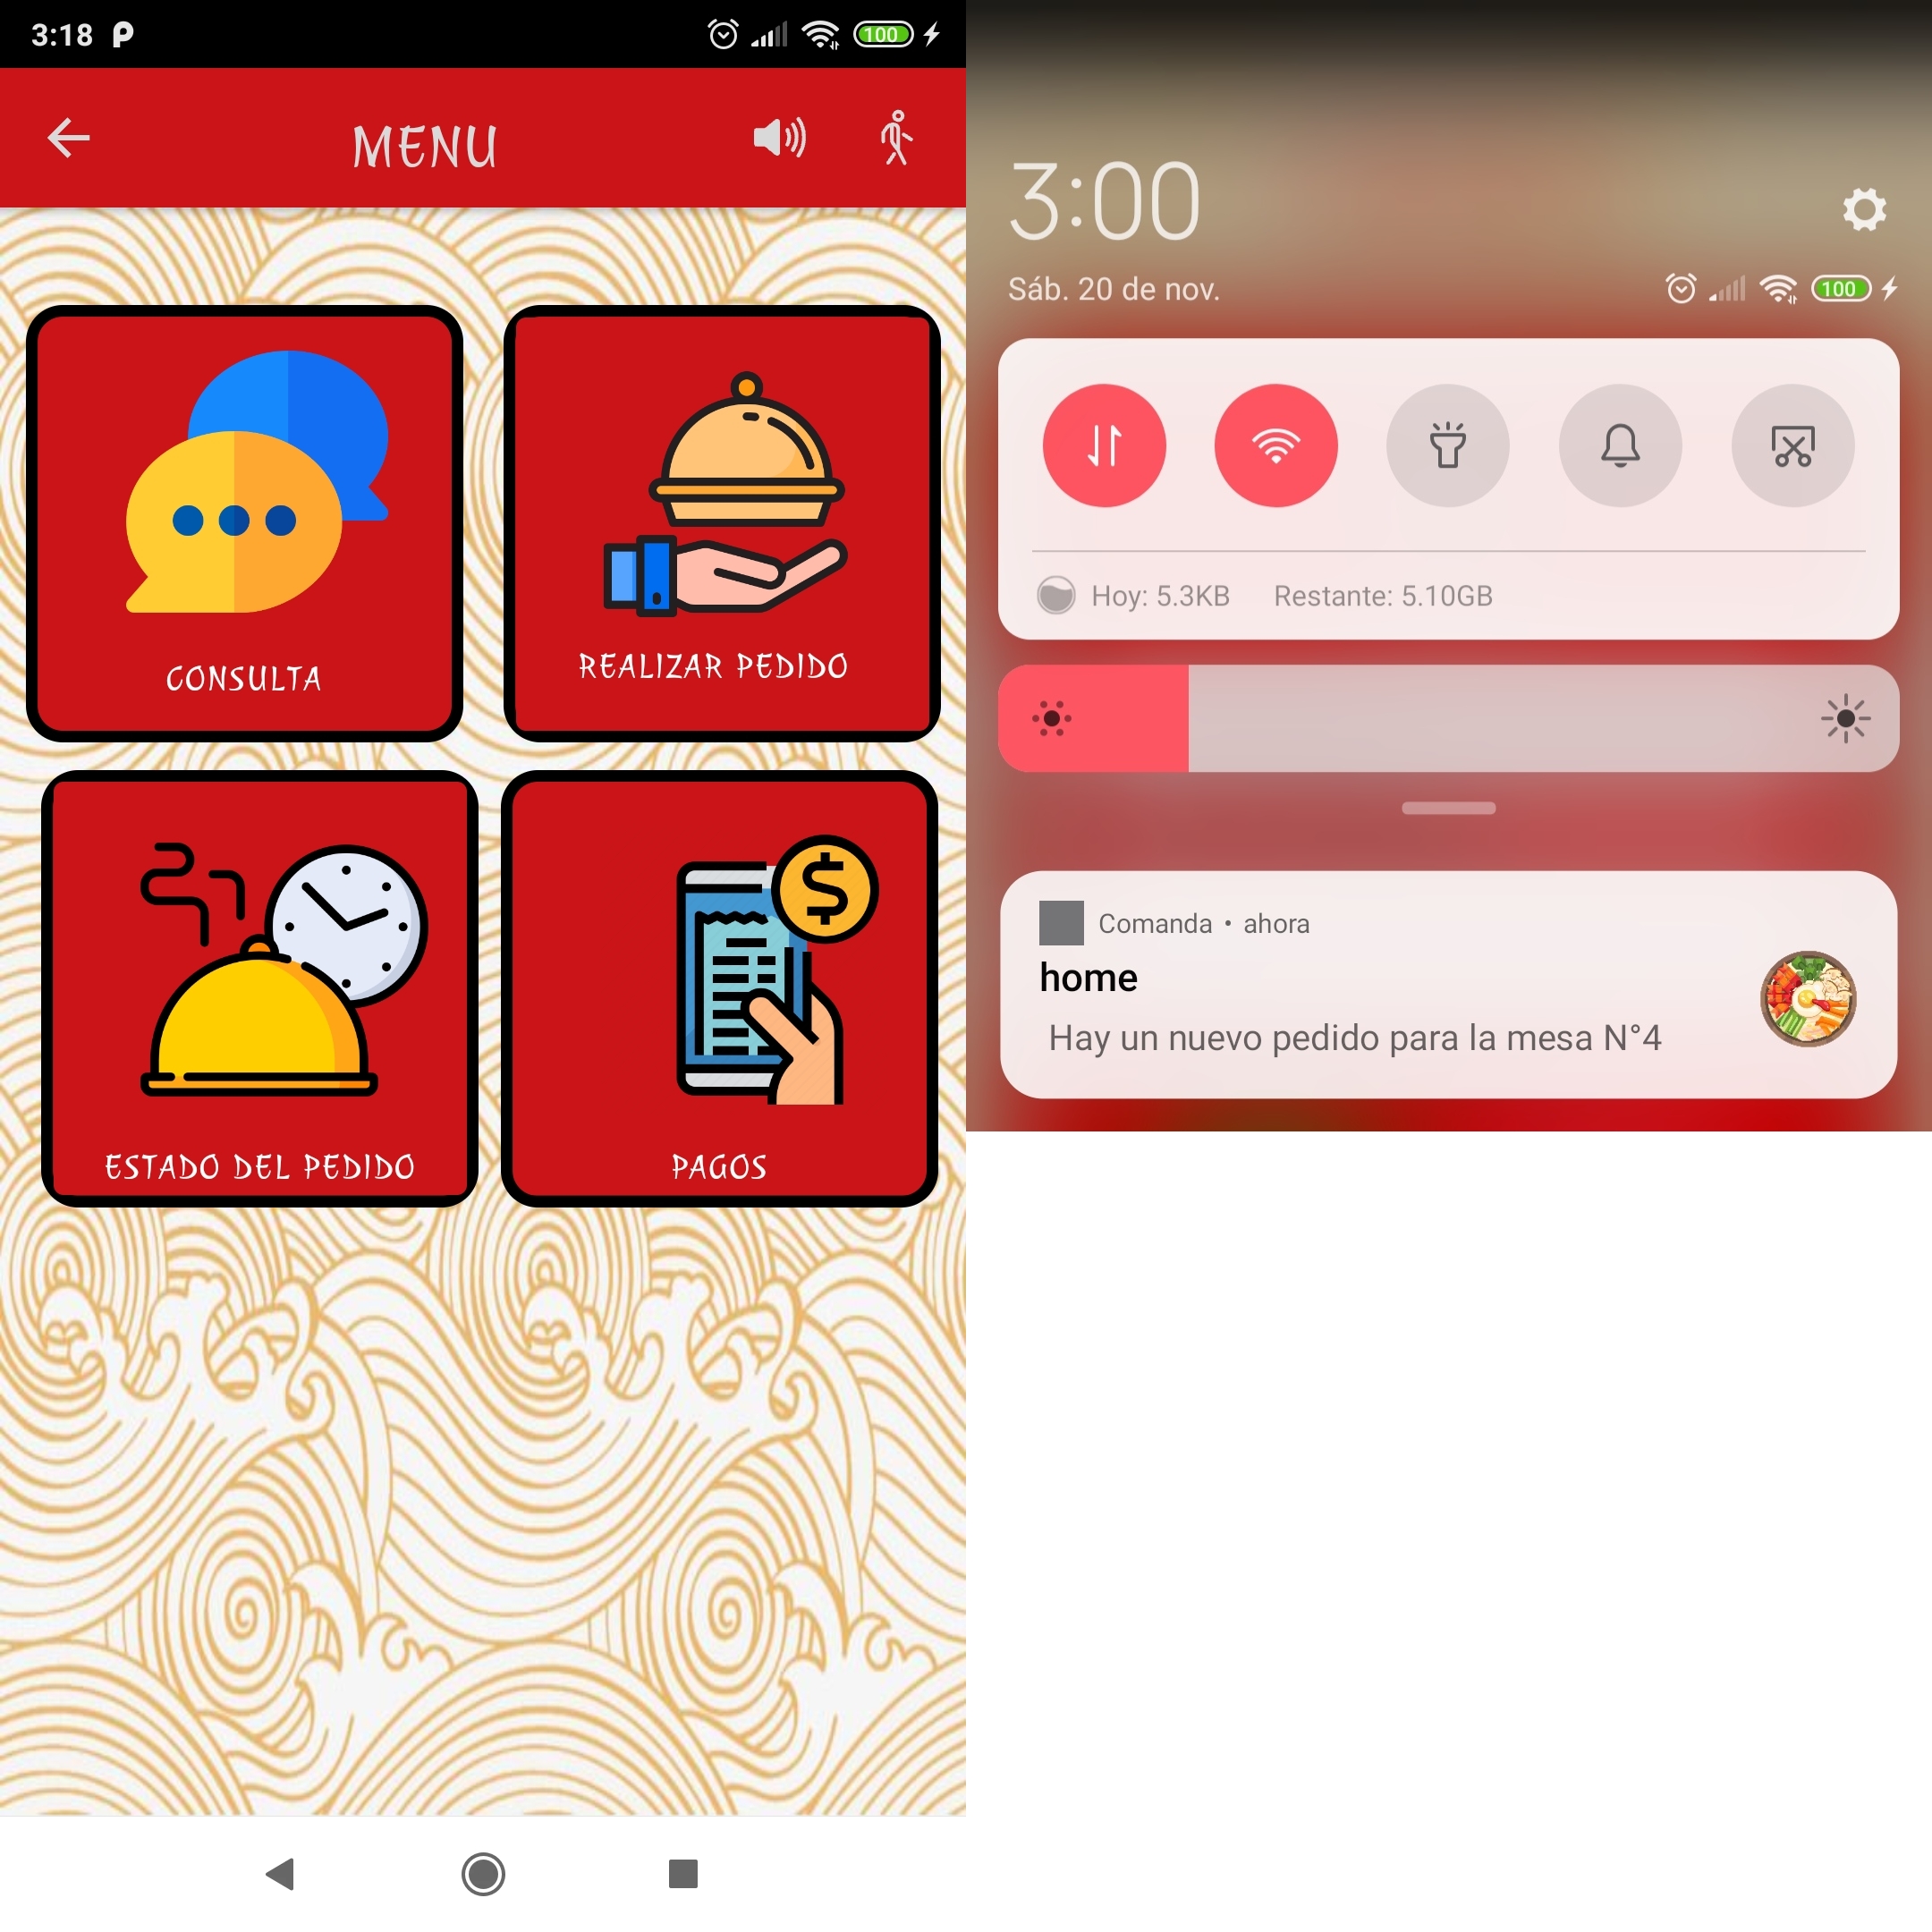 3:18
100
MENU
CONSULTA
REALIZAR PEDIDO
ESTADO DEL PEDIDO
PAGOS
3:00
Sáb. 20 de nov.
100
Hoy: 5.3KB Restante: 5.10GB
Comanda • ahora
home
Hay un nuevo pedido para la mesa N°4